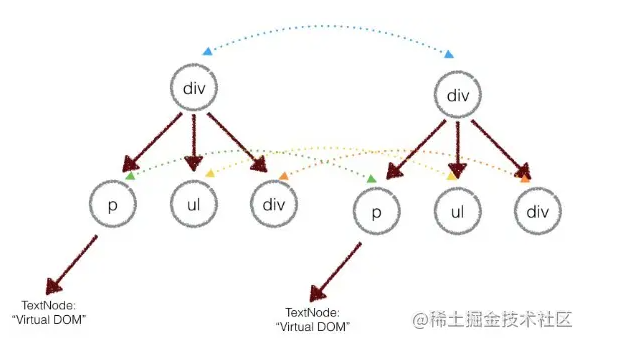 div
div
p
ul
div
p
ul
div
TextNode:
“Virtual DOM”
TextNode:
“Virtual DOM”
@稀土掘金技术社区